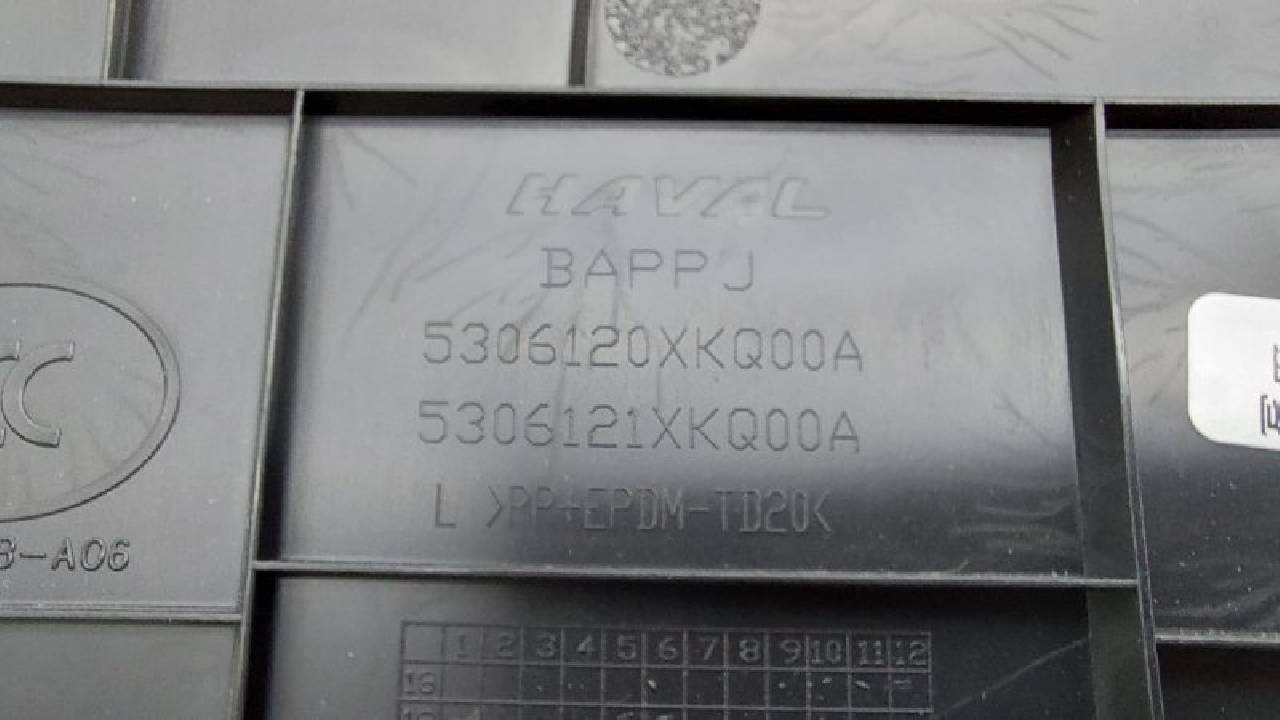 HAVAL
BAPPJ
5306120XKQ00A
5306121XKQ00A
L >PP+EPDM-TD20<
-A06
1 2 3 4 5 6 7 8 9 10 11 12